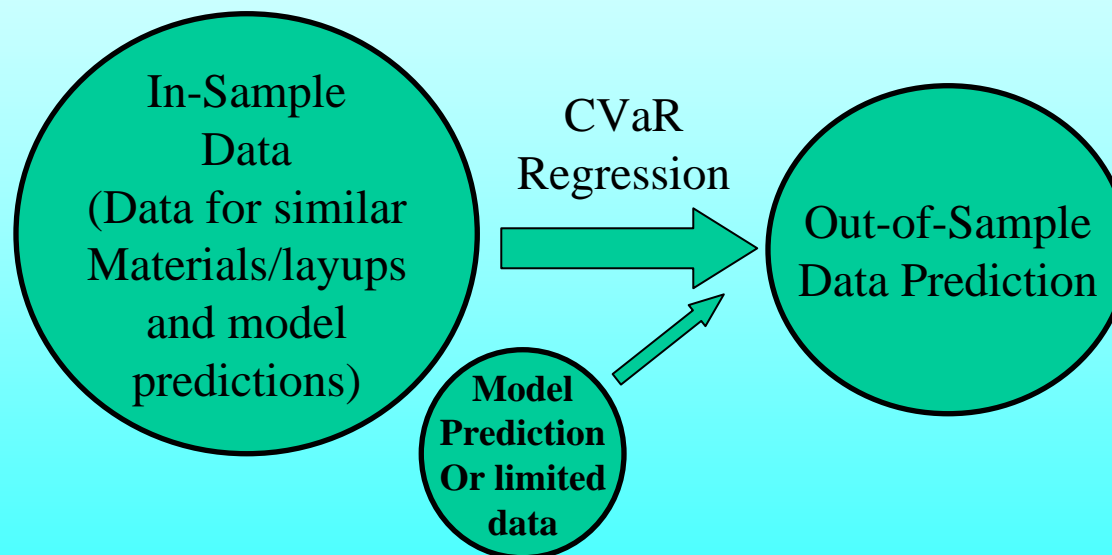 In-Sample
Data
(Data for similar
Materials/layups
and model
predictions)
CVaR
Regression
Model
Prediction
Or limited
data
Out-of-Sample
Data Prediction